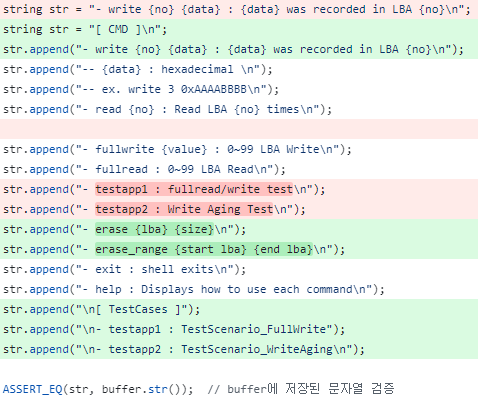 string str = "- write {no} {data} : {data} was recorded in LBA {no}\n";
string str = "[ CMD ]\n";
str.append("- write {no} {data} : {data} was recorded in LBA {no}\n");
str.append("-- {data} : hexadecimal \n");
str.append("-- ex. write 3 0xAAAABBBB\n");
str.append("- read {no} : Read LBA {no} times\n");
str.append("- fullwrite {value} : 0~99 LBA Write\n");
str.append("- fullread : 0~99 LBA Read\n");
str.append("- testapp1 : fullread/write test\n");
str.append("- testapp2 : Write Aging Test\n");
str.append("- erase {lba} {size}\n");
str.append("- erase_range {start lba} {end lba}\n");
str.append("- exit : shell exits\n");
str.append("- help : Displays how to use each command\n");
str.append("\n[ TestCases ]");
str.append("\n- testapp1 : TestScenario_FullWrite");
str.append("\n- testapp2 : TestScenario_WriteAging\n");
ASSERT_EQ(str, buffer.str());  // buffer에 저장된 문자열 검증